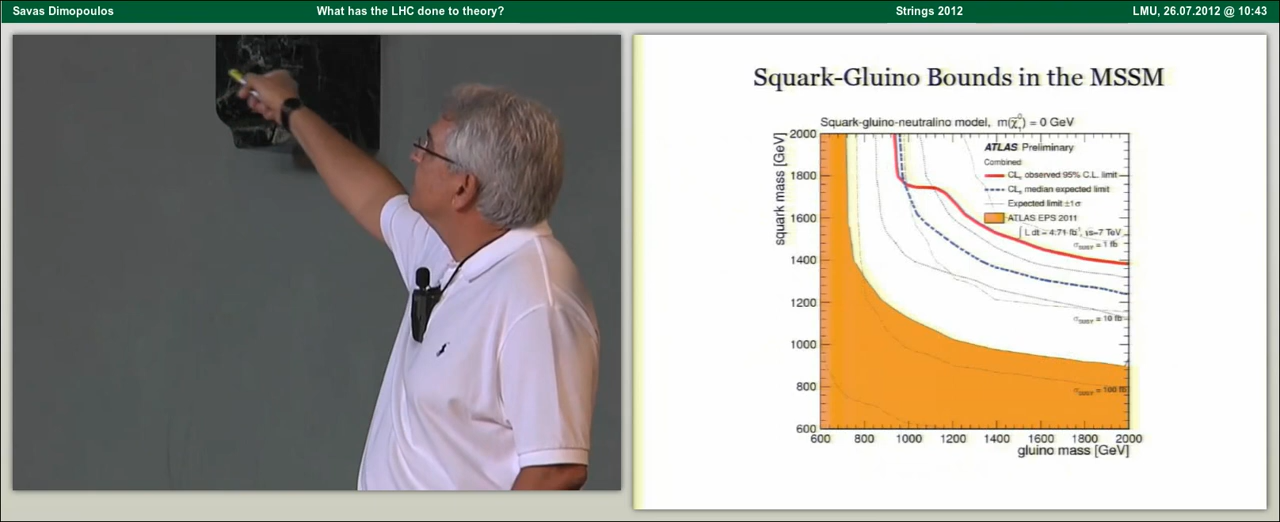 Savas Dimopoulos What has the LHC done to theory? Strings 2012 LMU, 26.07.2012 @ 10:43
Squark-Gluino Bounds in the MSSM
Squark-gluino-neutralino model, m(χ̃₁⁰) = 0 GeV
squark mass [GeV]
2000
1800
1600
1400
1200
1000
800
600
ATLAS Preliminary
Combined
CLₛ observed 95% C.L. limit
CLₛ median expected limit
Expected limit ±1σ
ATLAS EPS 2011
∫ L dt = 4.71 fb⁻¹, √s=7 TeV
σSUSY = 1 fb
σSUSY = 10 fb
σSUSY = 100 fb
600 800 1000 1200 1400 1600 1800 2000
gluino mass [GeV]